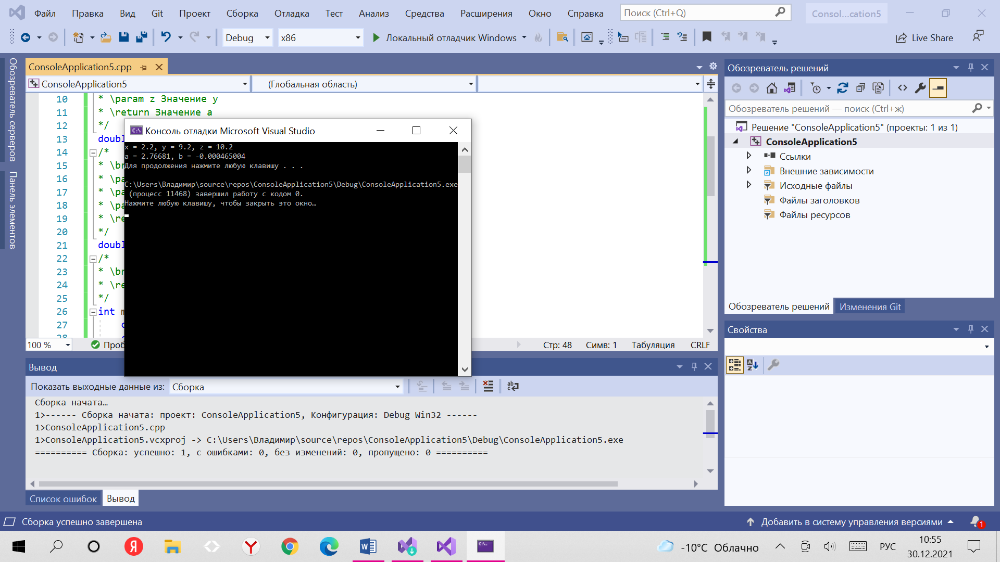 Файл Правка Вид Git Проект Сборка Отладка Тест Анализ Средства Расширения Окно Справка Поиск (Ctrl+Q) Consol...cation5
Debug x86 Локальный отладчик Windows Live Share
Обозреватель серверов
Панель элементов
ConsoleApplication5.cpp
ConsoleApplication5 (Глобальная область)
10 * \param z Значение y
11 * \return Значение a
12 */
13 doubl
14 /*
15 * \br
16 * \pa
17 * \pa
18 * \pa
19 * \re
20 */
21 doubl
22 /*
23 * \br
24 * \re
25 */
26 int m
27 c
28
100 % Проб Стр: 48 Симв: 1 Табуляция CRLF
Консоль отладки Microsoft Visual Studio
x = 2.2, y = 9.2, z = 10.2
a = 2.76681, b = -0.000465004
Для продолжения нажмите любую клавишу . . .
C:\Users\Владимир\source\repos\ConsoleApplication5\Debug\ConsoleApplication5.exe
(процесс 11468) завершил работу с кодом 0.
Нажмите любую клавишу, чтобы закрыть это окно…
Вывод
Показать выходные данные из: Сборка
Сборка начата…
1>------ Сборка начата: проект: ConsoleApplication5, Конфигурация: Debug Win32 ------
1>ConsoleApplication5.cpp
1>ConsoleApplication5.vcxproj -> C:\Users\Владимир\source\repos\ConsoleApplication5\Debug\ConsoleApplication5.exe
========== Сборка: успешно: 1, с ошибками: 0, без изменений: 0, пропущено: 0 ==========
Список ошибок Вывод
Обозреватель решений
Обозреватель решений — поиск (Ctrl+ж)
Решение "ConsoleApplication5" (проекты: 1 из 1)
ConsoleApplication5
Ссылки
Внешние зависимости
Исходные файлы
Файлы заголовков
Файлы ресурсов
Обозреватель решений Изменения Git
Свойства
Сборка успешно завершена Добавить в систему управления версиями 1
-10°C Облачно РУС 10:55
30.12.2021